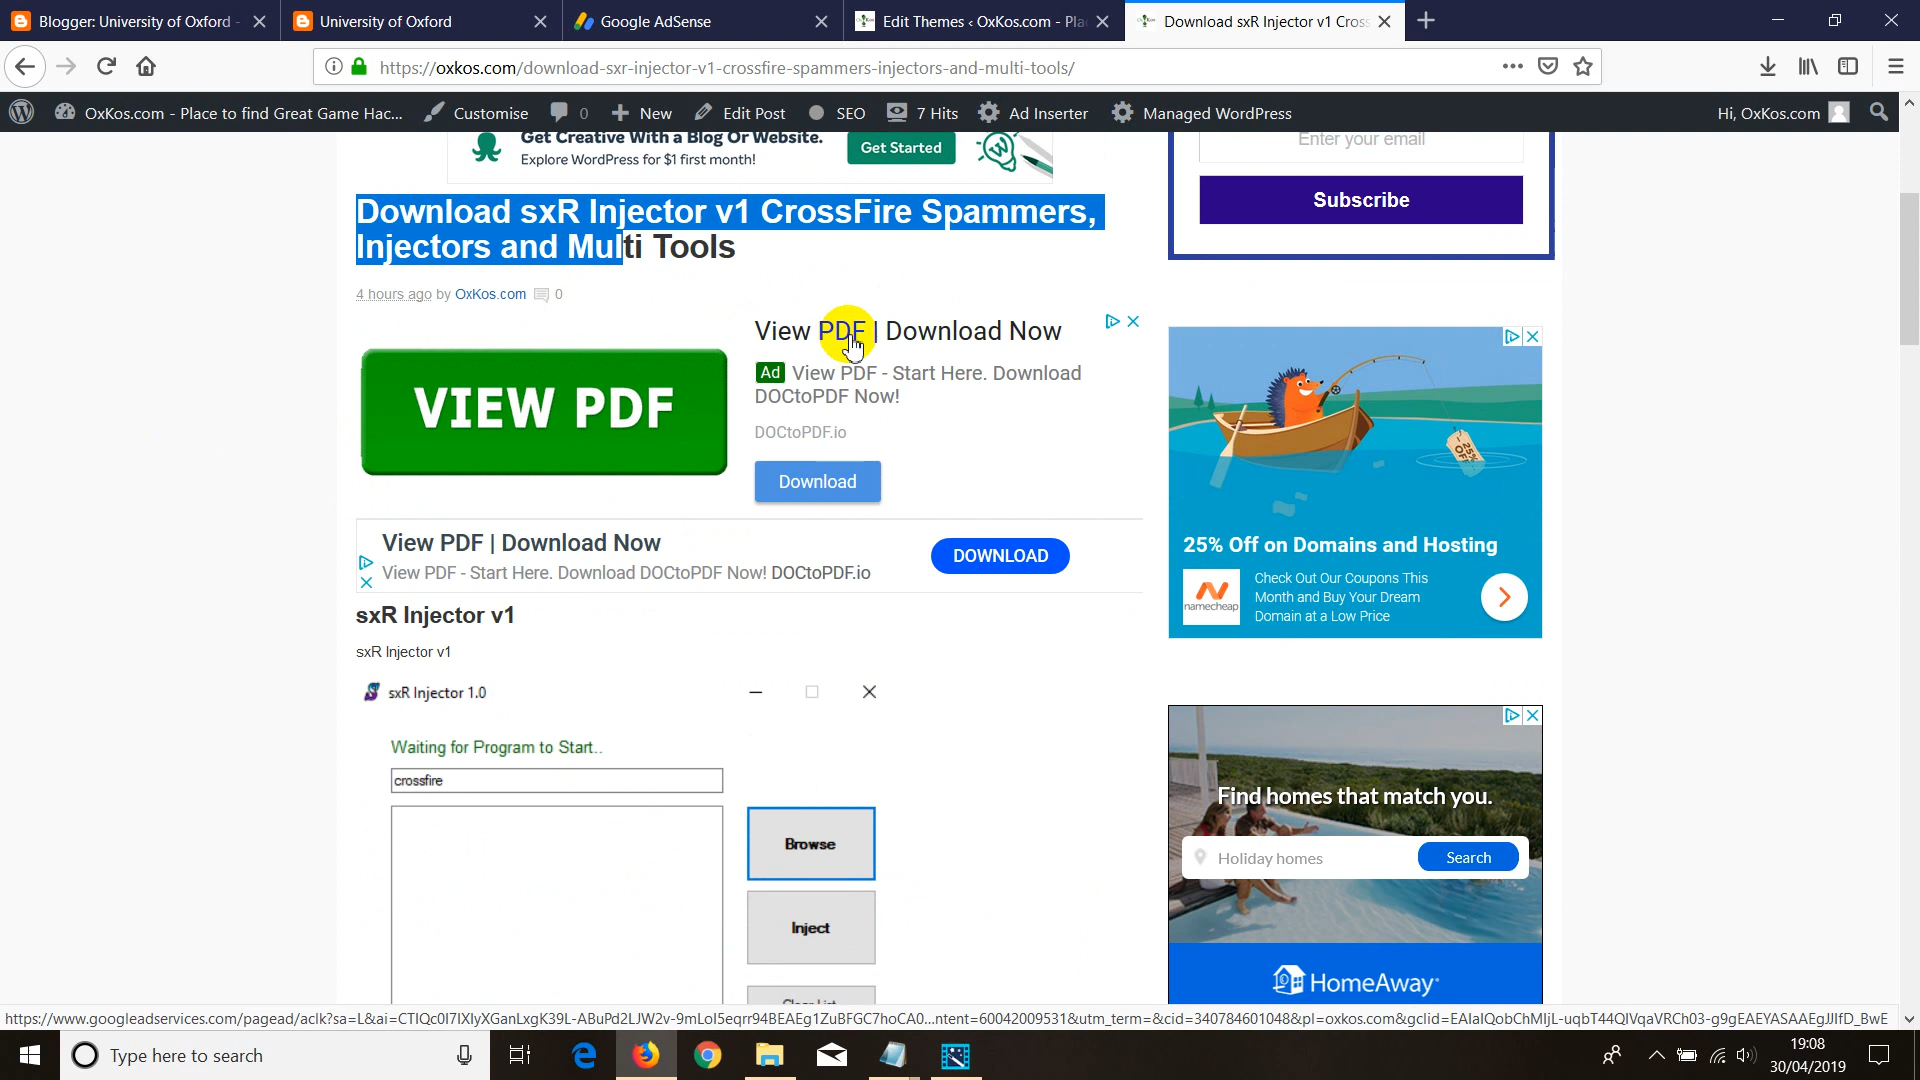 Blogger: University of Oxford -
University of Oxford
Google AdSense
Edit Themes ‹ OxKos.com - Pla
Download sxR Injector v1 Cros
https://oxkos.com/download-sxr-injector-v1-crossfire-spammers-injectors-and-multi-tools/
OxKos.com - Place to find Great Game Hac...
Customise
0
New
Edit Post
SEO
7 Hits
Ad Inserter
Managed WordPress
Hi, OxKos.com
Get Creative With a Blog Or Website.
Explore WordPress for $1 first month!
Get Started
Enter your email
Subscribe
Download sxR Injector v1 CrossFire Spammers,
Injectors and Multi Tools
4 hours ago by OxKos.com 0
VIEW PDF
View PDF | Download Now
Ad View PDF - Start Here. Download
DOCtoPDF Now!
DOCtoPDF.io
Download
View PDF | Download Now
View PDF - Start Here. Download DOCtoPDF Now! DOCtoPDF.io
DOWNLOAD
25% OFF
25% Off on Domains and Hosting
namecheap
Check Out Our Coupons This
Month and Buy Your Dream
Domain at a Low Price
sxR Injector v1
sxR Injector v1
sxR Injector 1.0
Waiting for Program to Start..
crossfire
Browse
Inject
Find homes that match you.
Holiday homes
Search
HomeAway
Type here to search
19:08
30/04/2019